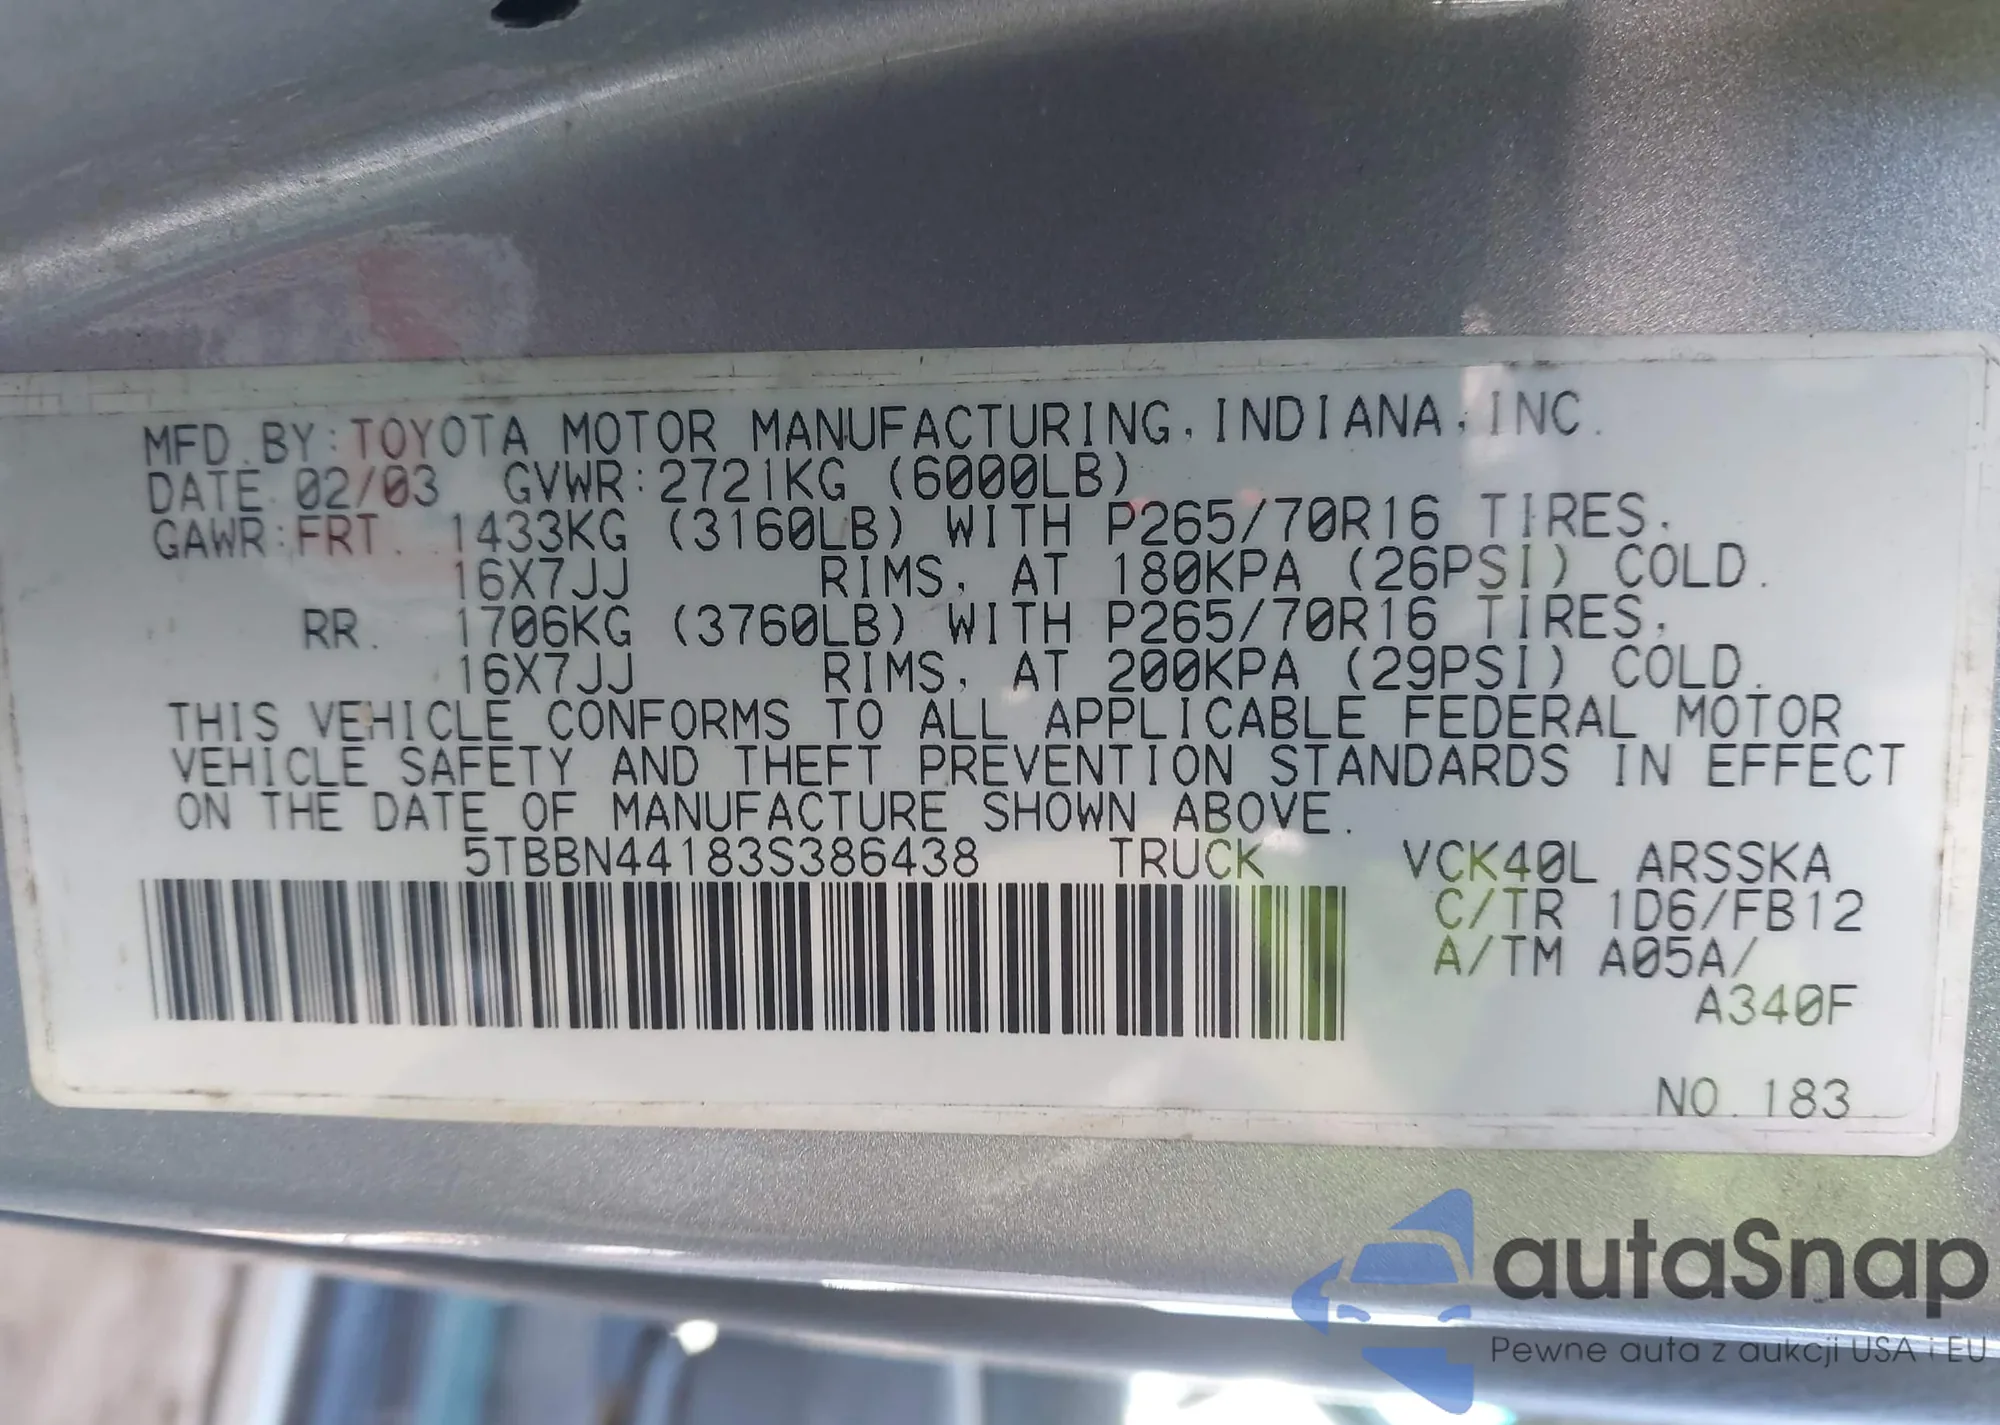 MFD. BY: TOYOTA MOTOR MANUFACTURING, INDIANA, INC.
DATE 02/03 GVWR: 2721KG (6000LB)
GAWR: FRT. 1433KG (3160LB) WITH P265/70R16 TIRES,
16X7JJ RIMS, AT 180KPA (26PSI) COLD.
RR. 1706KG (3760LB) WITH P265/70R16 TIRES,
16X7JJ RIMS, AT 200KPA (29PSI) COLD.
THIS VEHICLE CONFORMS TO ALL APPLICABLE FEDERAL MOTOR
VEHICLE SAFETY AND THEFT PREVENTION STANDARDS IN EFFECT
ON THE DATE OF MANUFACTURE SHOWN ABOVE.
5TBBN44183S386438 TRUCK VCK40L ARSSKA
C/TR 1D6/FB12
A/TM A05A/
A340F
NO. 183
autaSnap
Pewne auta z aukcji USA i EU